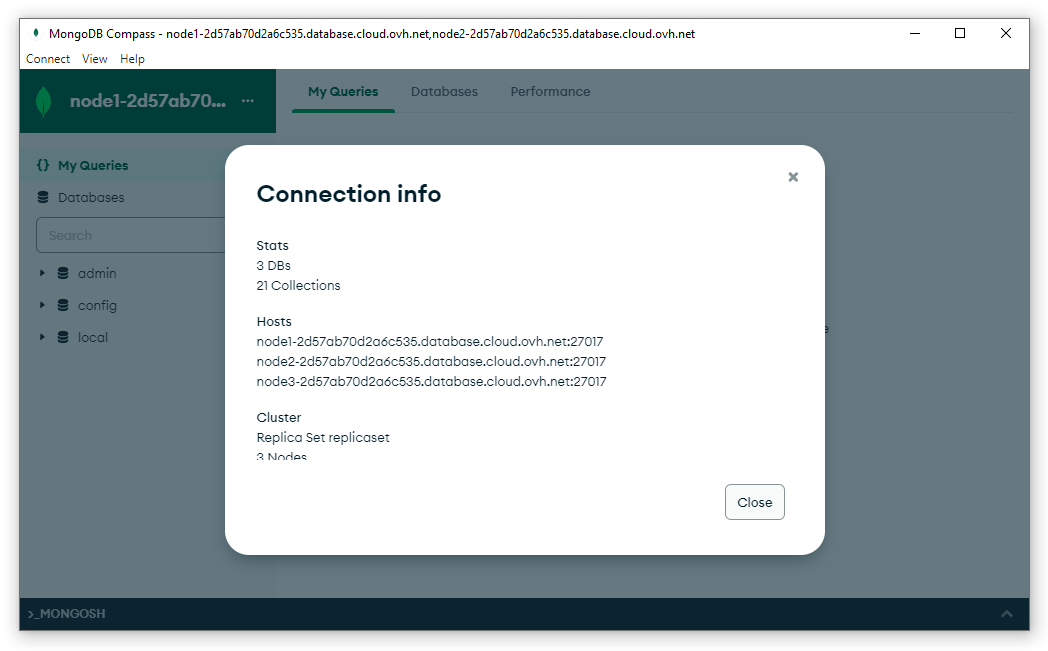 MongoDB Compass - node1-2d57ab70d2a6c535.database.cloud.ovh.net,node2-2d57ab70d2a6c535.database.cloud.ovh.net
Connect View Help
node1-2d57ab70... ...
My Queries Databases Performance
{} My Queries
Databases
Search
admin
config
local
Connection info
Stats
3 DBs
21 Collections
Hosts
node1-2d57ab70d2a6c535.database.cloud.ovh.net:27017
node2-2d57ab70d2a6c535.database.cloud.ovh.net:27017
node3-2d57ab70d2a6c535.database.cloud.ovh.net:27017
Cluster
Replica Set replicaset
3 Nodes
Close
>_MONGOSH